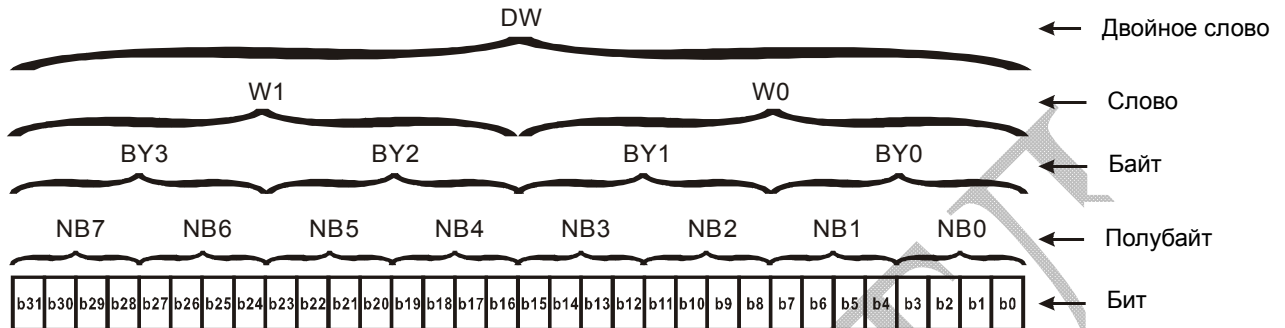 DW
Двойное слово
W1 W0
Слово
BY3 BY2 BY1 BY0
Байт
NB7 NB6 NB5 NB4 NB3 NB2 NB1 NB0
Полубайт
b31 b30 b29 b28 b27 b26 b25 b24 b23 b22 b21 b20 b19 b18 b17 b16 b15 b14 b13 b12 b11 b10 b9 b8 b7 b6 b5 b4 b3 b2 b1 b0
Бит